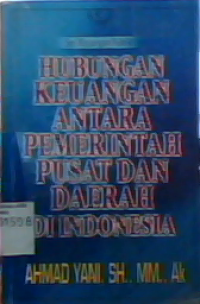 HUBUNGAN
KEUANGAN
ANTARA
PEMERINTAH
PUSAT DAN
DAERAH
DI INDONESIA
AHMAD YANI, SH., MM., Ak